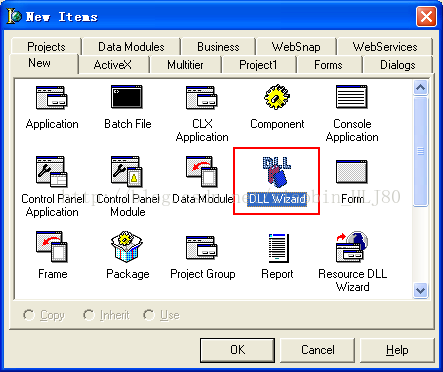 New Items
Projects Data Modules Business WebSnap WebServices
New ActiveX Multitier Project1 Forms Dialogs
Application Batch File CLX Application Component Console Application
Control Panel Application Control Panel Module Data Module DLL Wizard Form
Frame Package Project Group Report Resource DLL Wizard
Copy Inherit Use
OK Cancel Help